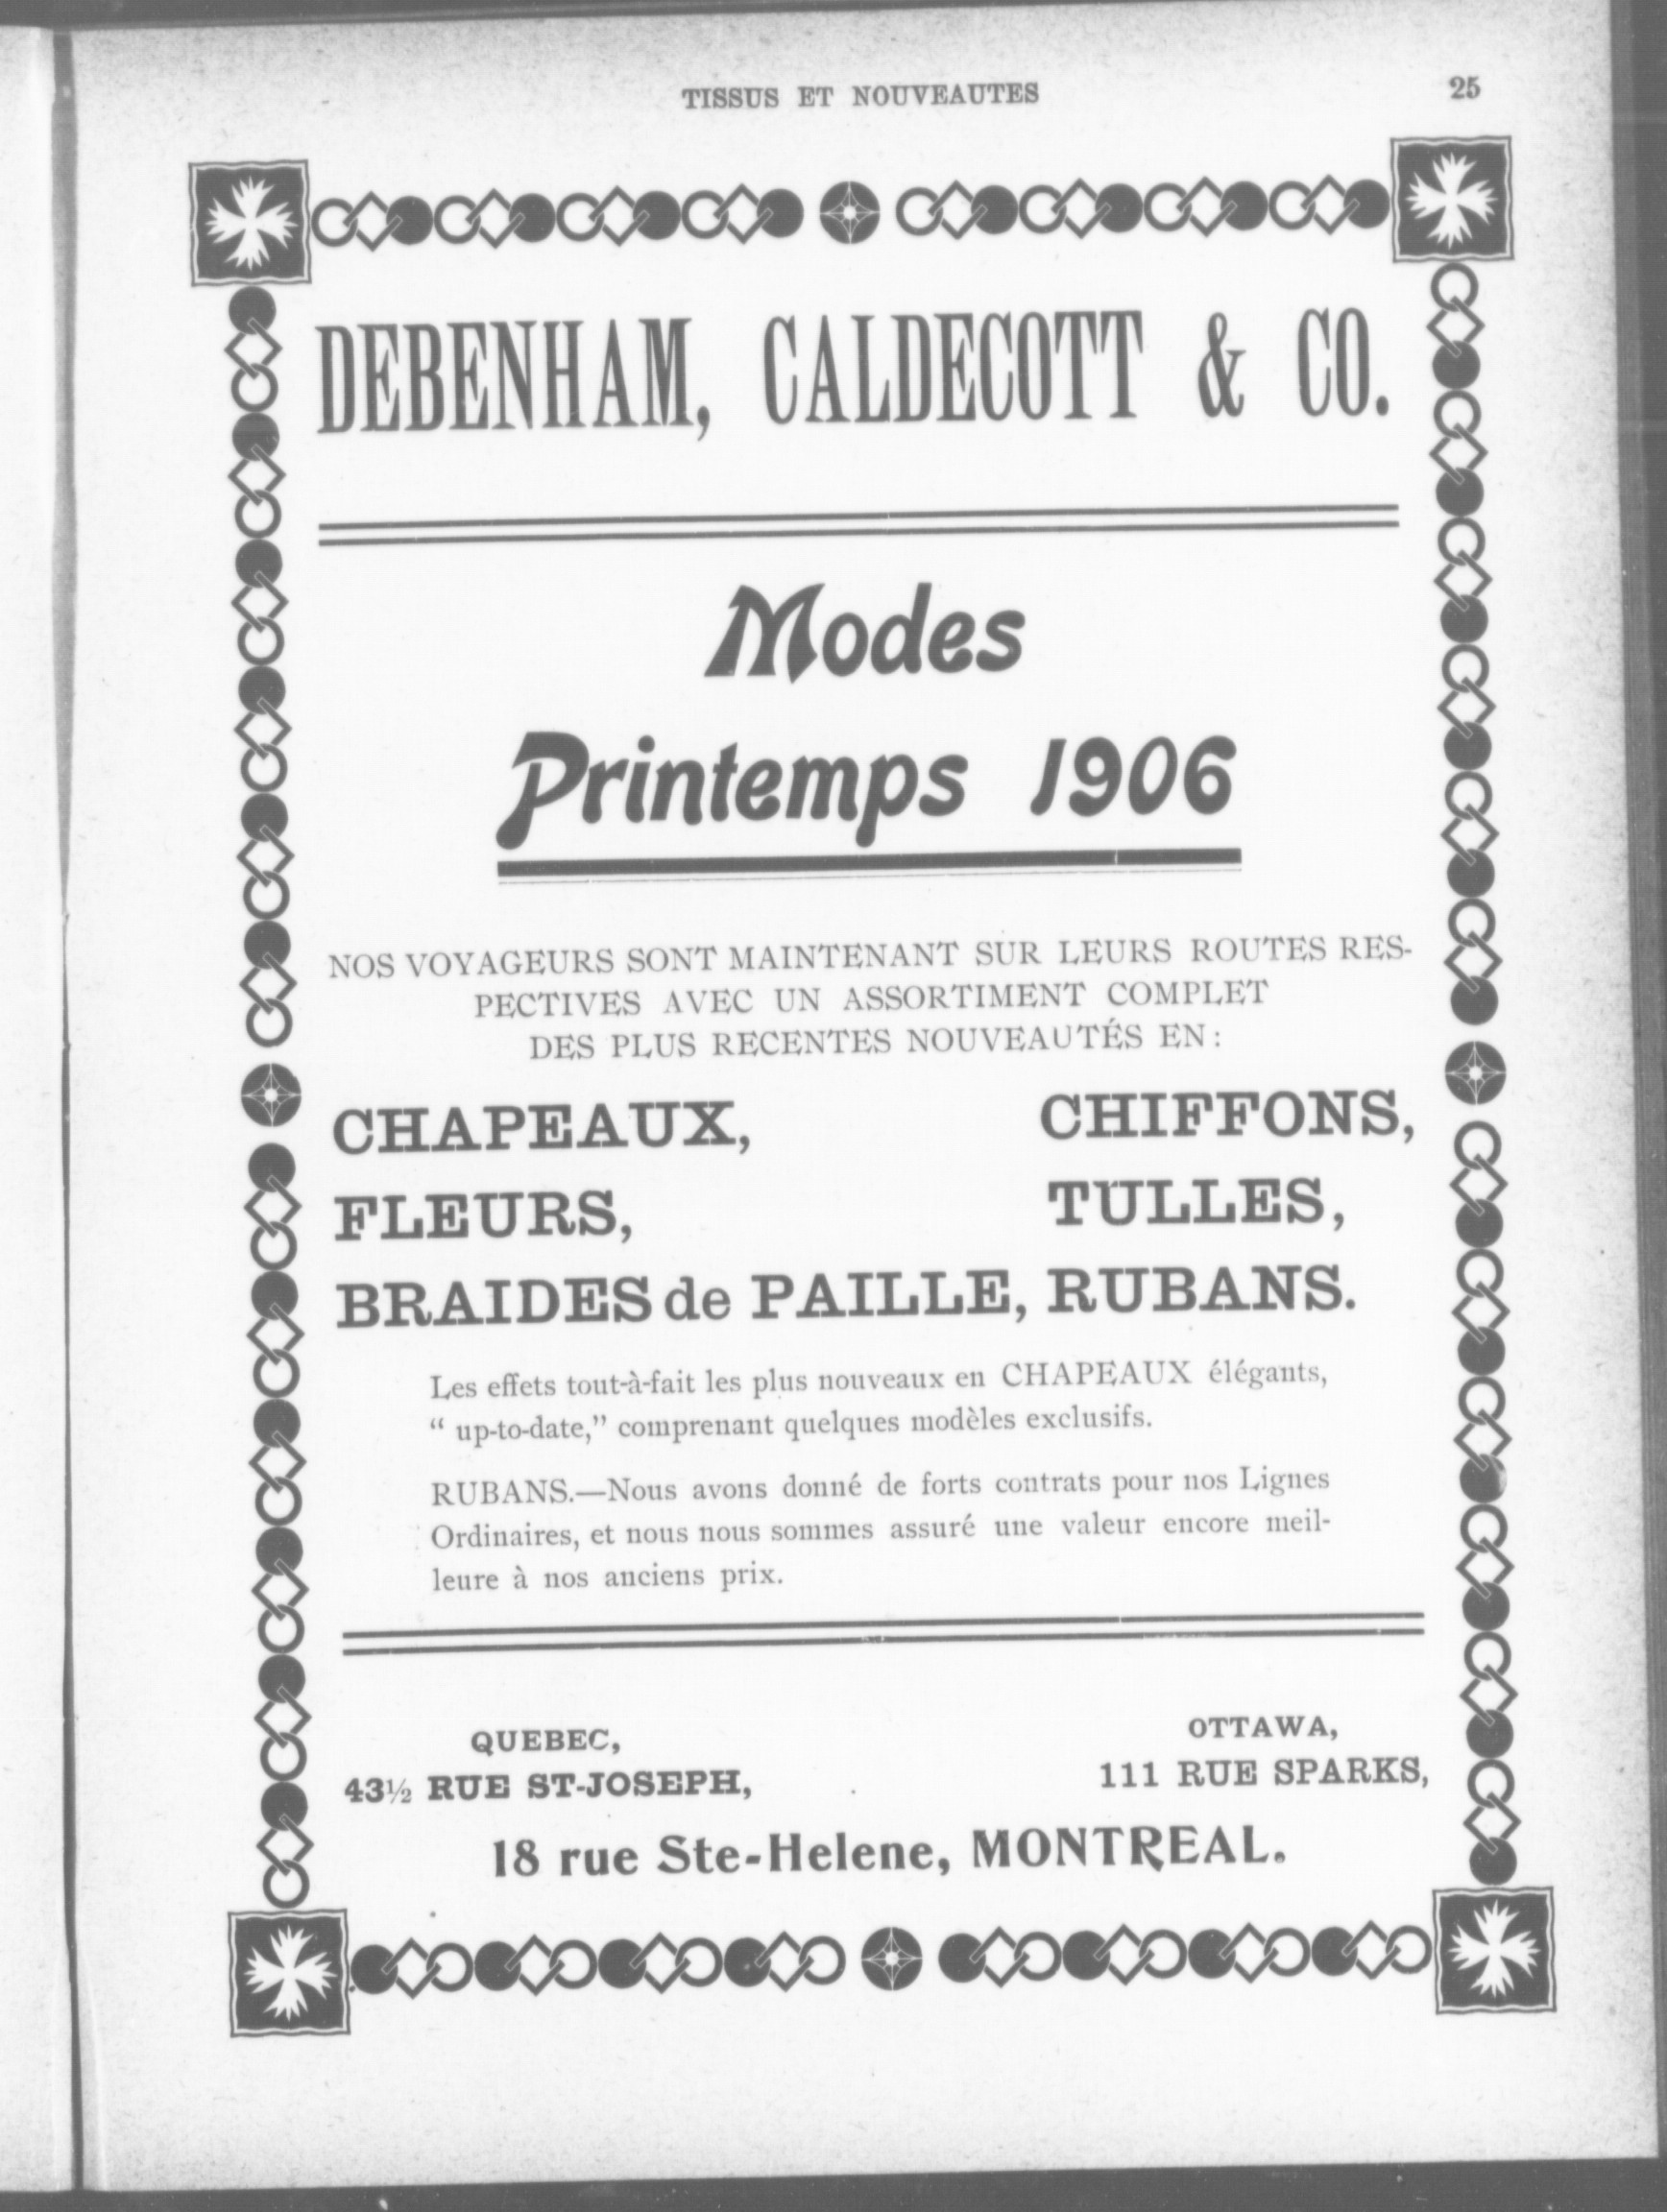 TISSUS ET NOUVEAUTES 25
DEBENHAM, CALDECOTT & CO.
Modes
Printemps 1906
NOS VOYAGEURS SONT MAINTENANT SUR LEURS ROUTES RES-
PECTIVES AVEC UN ASSORTIMENT COMPLET
DES PLUS RECENTES NOUVEAUTÉS EN:
CHAPEAUX, CHIFFONS,
FLEURS, TULLES,
BRAIDES de PAILLE, RUBANS.
Les effets tout-à-fait les plus nouveaux en CHAPEAUX élégants,
“ up-to-date,” comprenant quelques modèles exclusifs.
RUBANS.—Nous avons donné de forts contrats pour nos Lignes
Ordinaires, et nous nous sommes assuré une valeur encore meil-
leure à nos anciens prix.
QUEBEC, OTTAWA,
43½ RUE ST-JOSEPH, 111 RUE SPARKS,
18 rue Ste-Helene, MONTREAL.